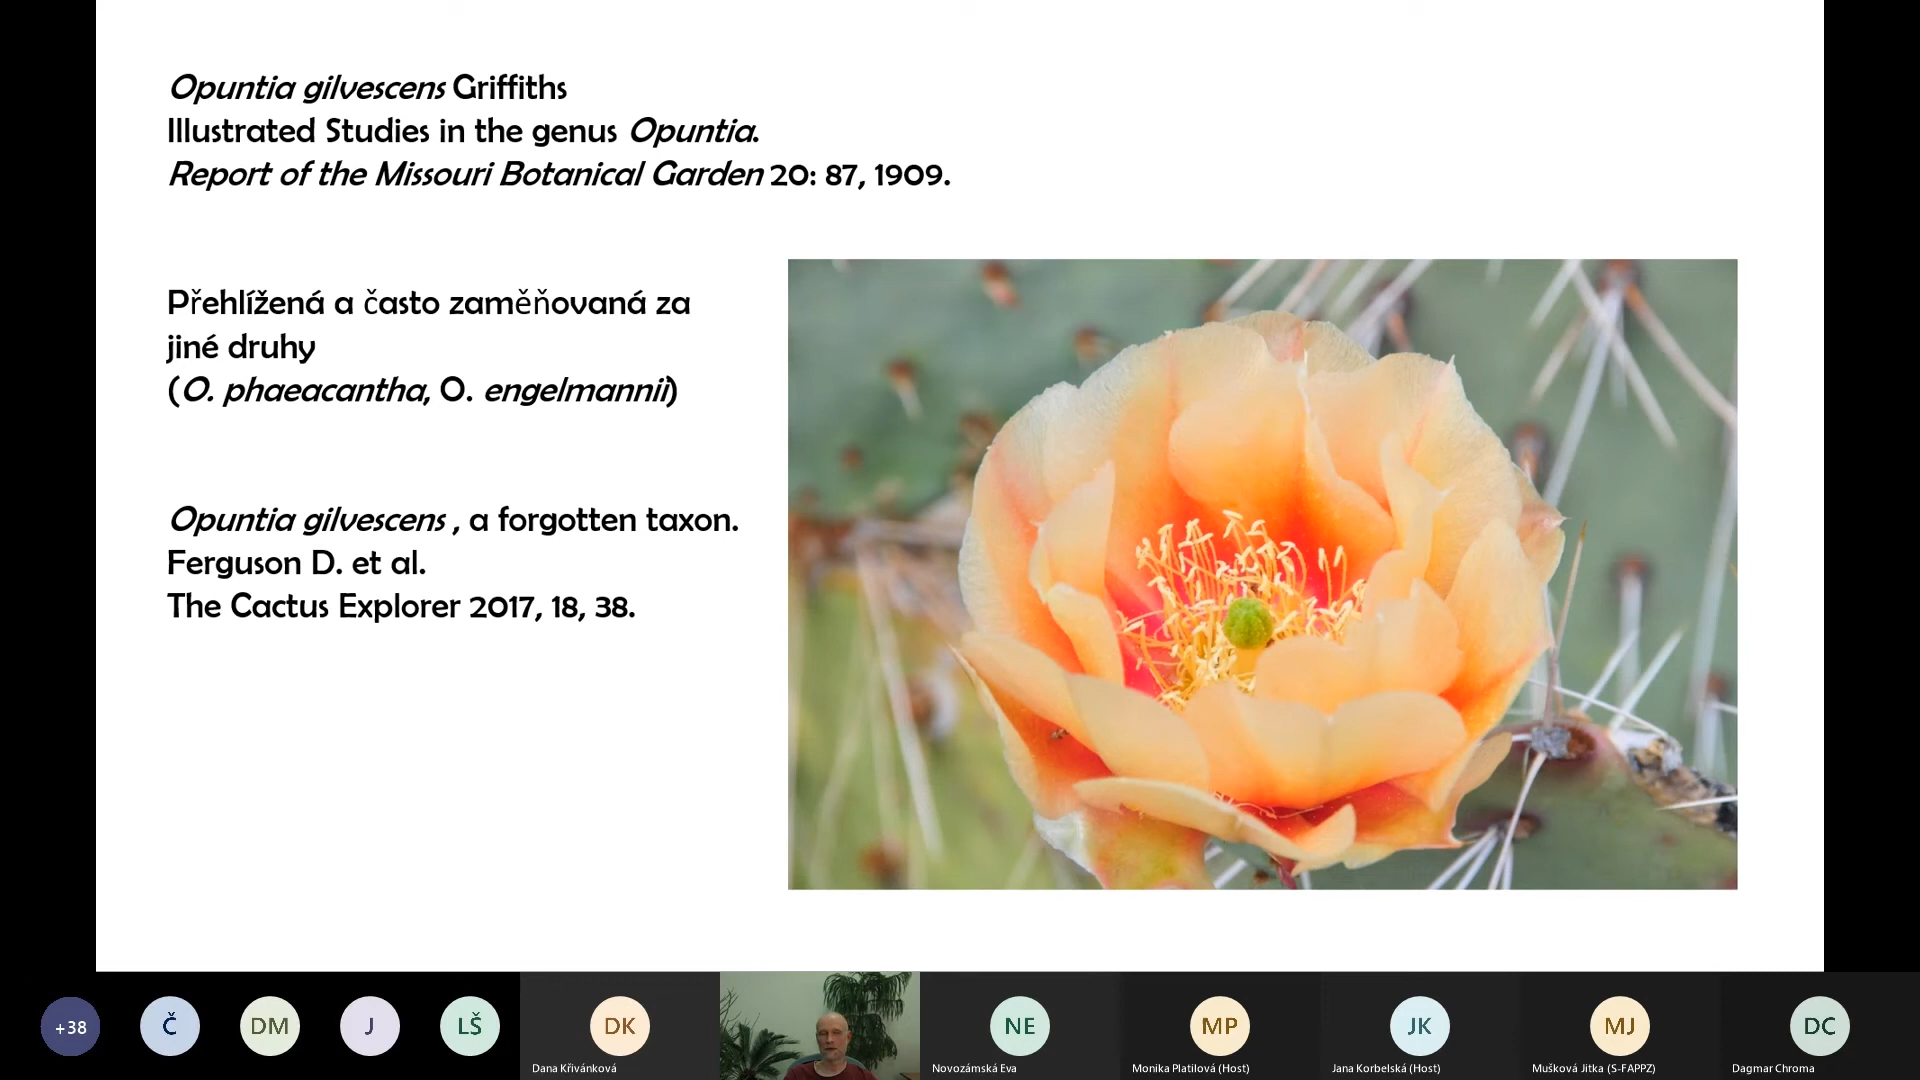 Opuntia gilvescens Griffiths
Illustrated Studies in the genus Opuntia.
Report of the Missouri Botanical Garden 20: 87, 1909.
Přehlížená a často zaměňovaná za
jiné druhy
(O. phaeacantha, O. engelmannii)
Opuntia gilvescens , a forgotten taxon.
Ferguson D. et al.
The Cactus Explorer 2017, 18, 38.
+38
Č
DM
J
LŠ
DK
NE
MP
JK
MJ
DC
Dana Křivánková
Novozámská Eva
Monika Platilová (Host)
Jana Korbelská (Host)
Mušková Jitka (S-FAPPZ)
Dagmar Chroma